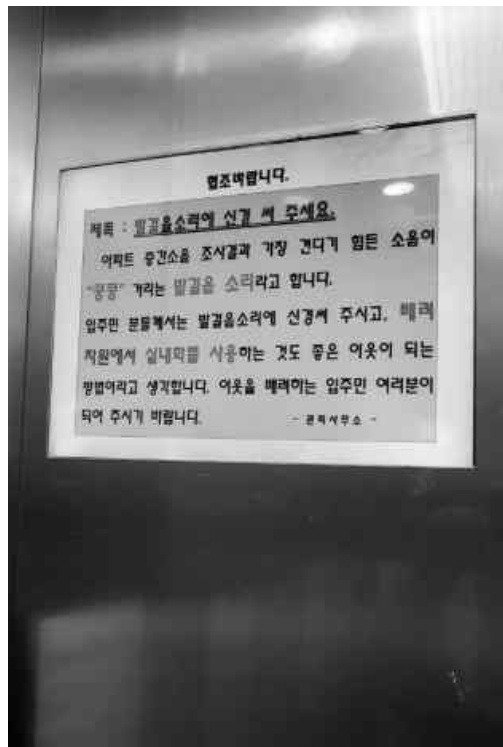 협조바랍니다.
제목 : 발걸음소리에 신경 써 주세요.
아파트 층간소음 조사결과 가장 견디기 힘든 소음이
"쿵쿵" 거리는 발걸음 소리라고 합니다.
입주민 분들께서는 발걸음소리에 신경써 주시고, 배려
차원에서 실내화를 사용하는 것도 좋은 이웃이 되는
방법이라고 생각합니다. 이웃을 배려하는 입주민 여러분이
되어 주시기 바랍니다. - 관리사무소 -